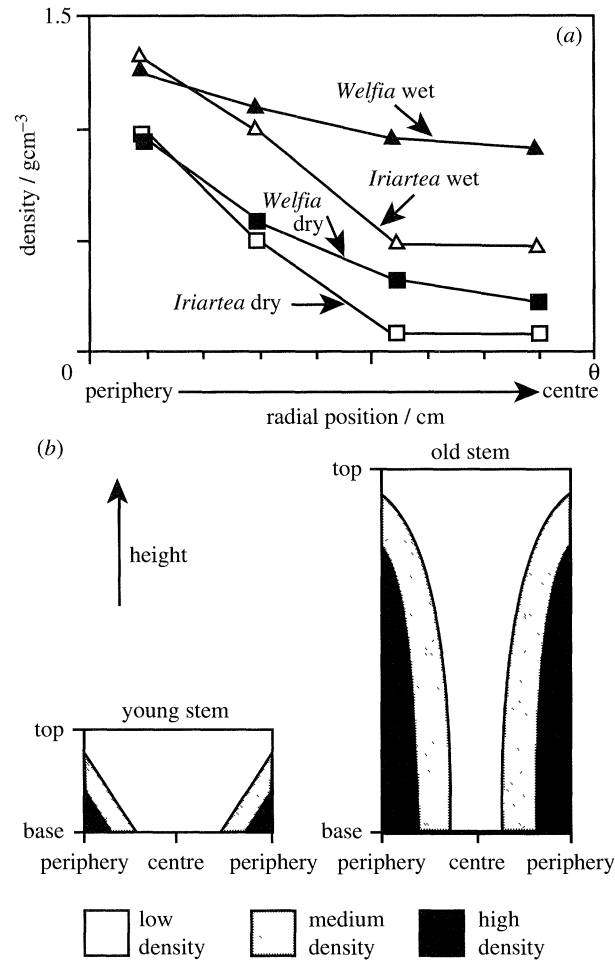 1.5
(a)
Welfia wet
density / gcm⁻³
Iriartea wet
Welfia
dry
Iriartea dry
0
θ
periphery
centre
radial position / cm
(b)
old stem
top
height
young stem
top
base
base
periphery centre periphery
periphery centre periphery
low
density
medium
density
high
density